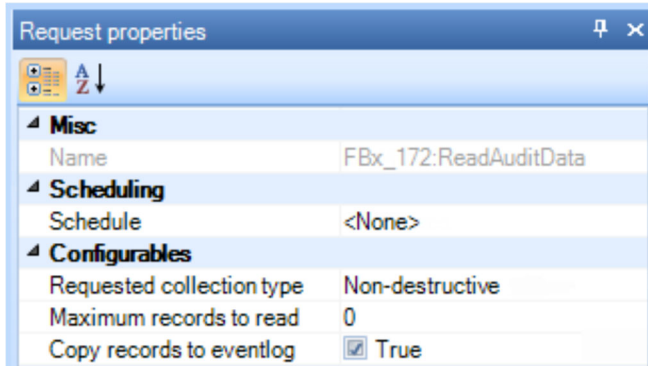 Request properties
A
Z
Misc
Name FBx_172:ReadAuditData
Scheduling
Schedule <None>
Configurables
Requested collection type Non-destructive
Maximum records to read 0
Copy records to eventlog True